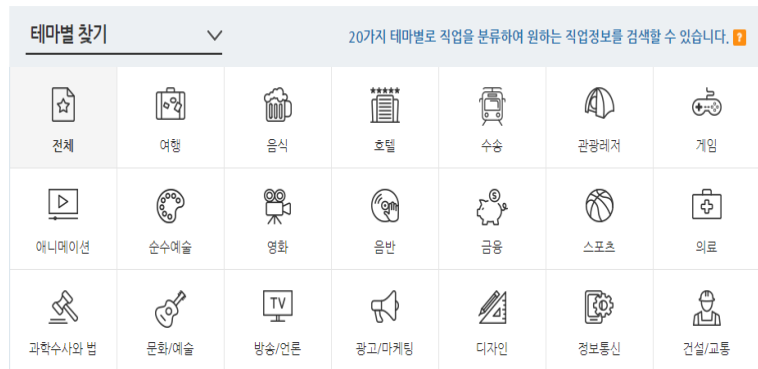 테마별 찾기
20가지 테마별로 직업을 분류하여 원하는 직업정보를 검색할 수 있습니다. ?
전체 여행 음식 호텔 수송 관광레저 게임
애니메이션 순수예술 영화 음반 금융 스포츠 의료
TV
과학수사와 법 문화/예술 방송/언론 광고/마케팅 디자인 정보통신 건설/교통